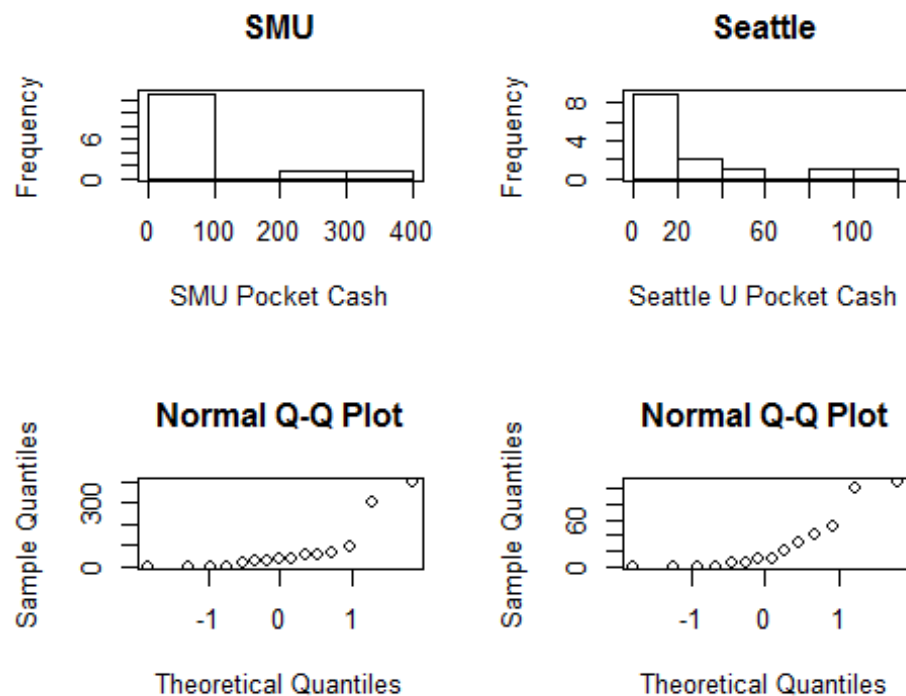 SMU
Frequency
6
0
0 100 200 300 400
SMU Pocket Cash
Seattle
Frequency
8
4
0
0 20 60 100
Seattle U Pocket Cash
Normal Q-Q Plot
Sample Quantiles
300
0
-1 0 1
Theoretical Quantiles
Normal Q-Q Plot
Sample Quantiles
60
0
-1 0 1
Theoretical Quantiles